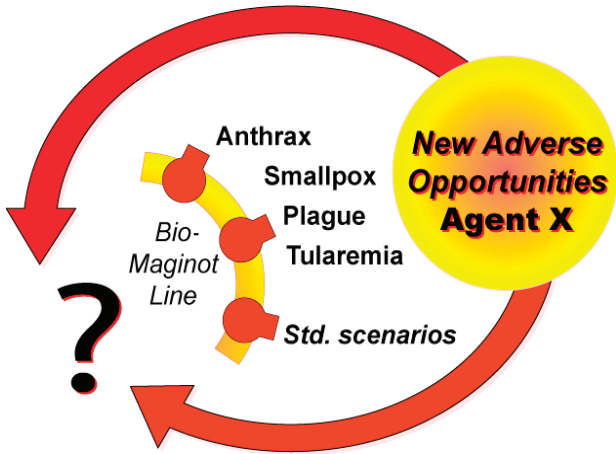 Anthrax
Smallpox
Plague
Tularemia
Bio-
Maginot
Line
Std. scenarios
New Adverse
Opportunities
Agent X
?